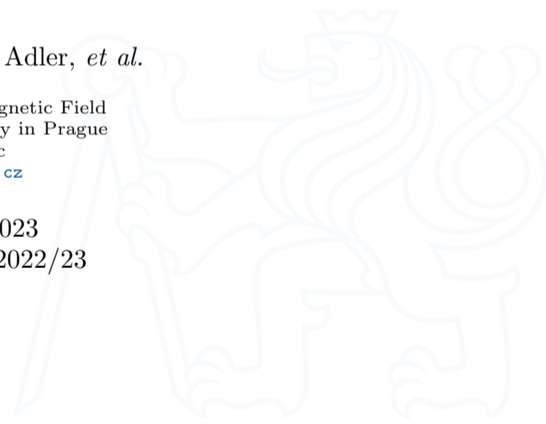 Adler, et al.
gnetic Field
y in Prague
c
cz
023
2022/23